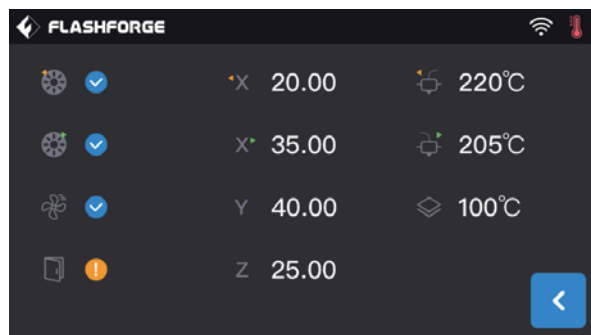 FLASHFORGE
X 20.00 220℃
X 35.00 205℃
Y 40.00 100℃
Z 25.00